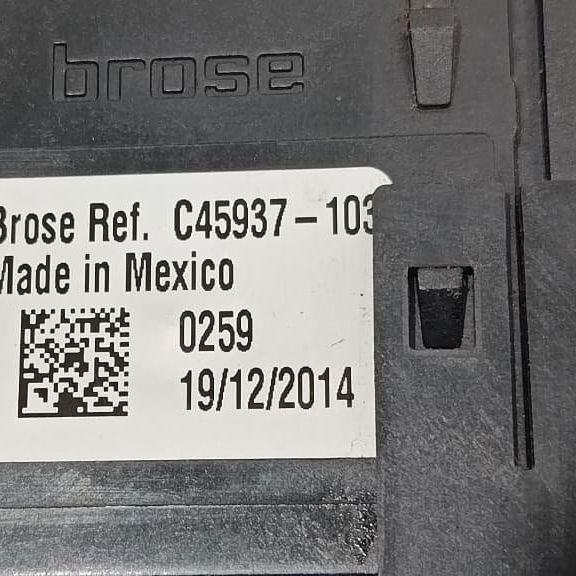 brose
Brose Ref. C45937-103
Made in Mexico
0259
19/12/2014